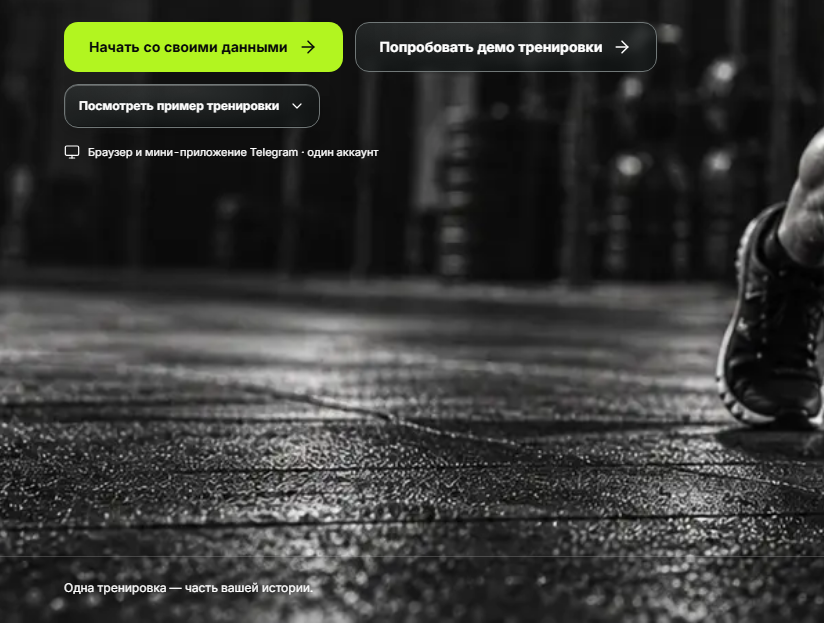 Начать со своими данными
Попробовать демо тренировки
Посмотреть пример тренировки
Браузер и мини-приложение Telegram · один аккаунт
Одна тренировка — часть вашей истории.